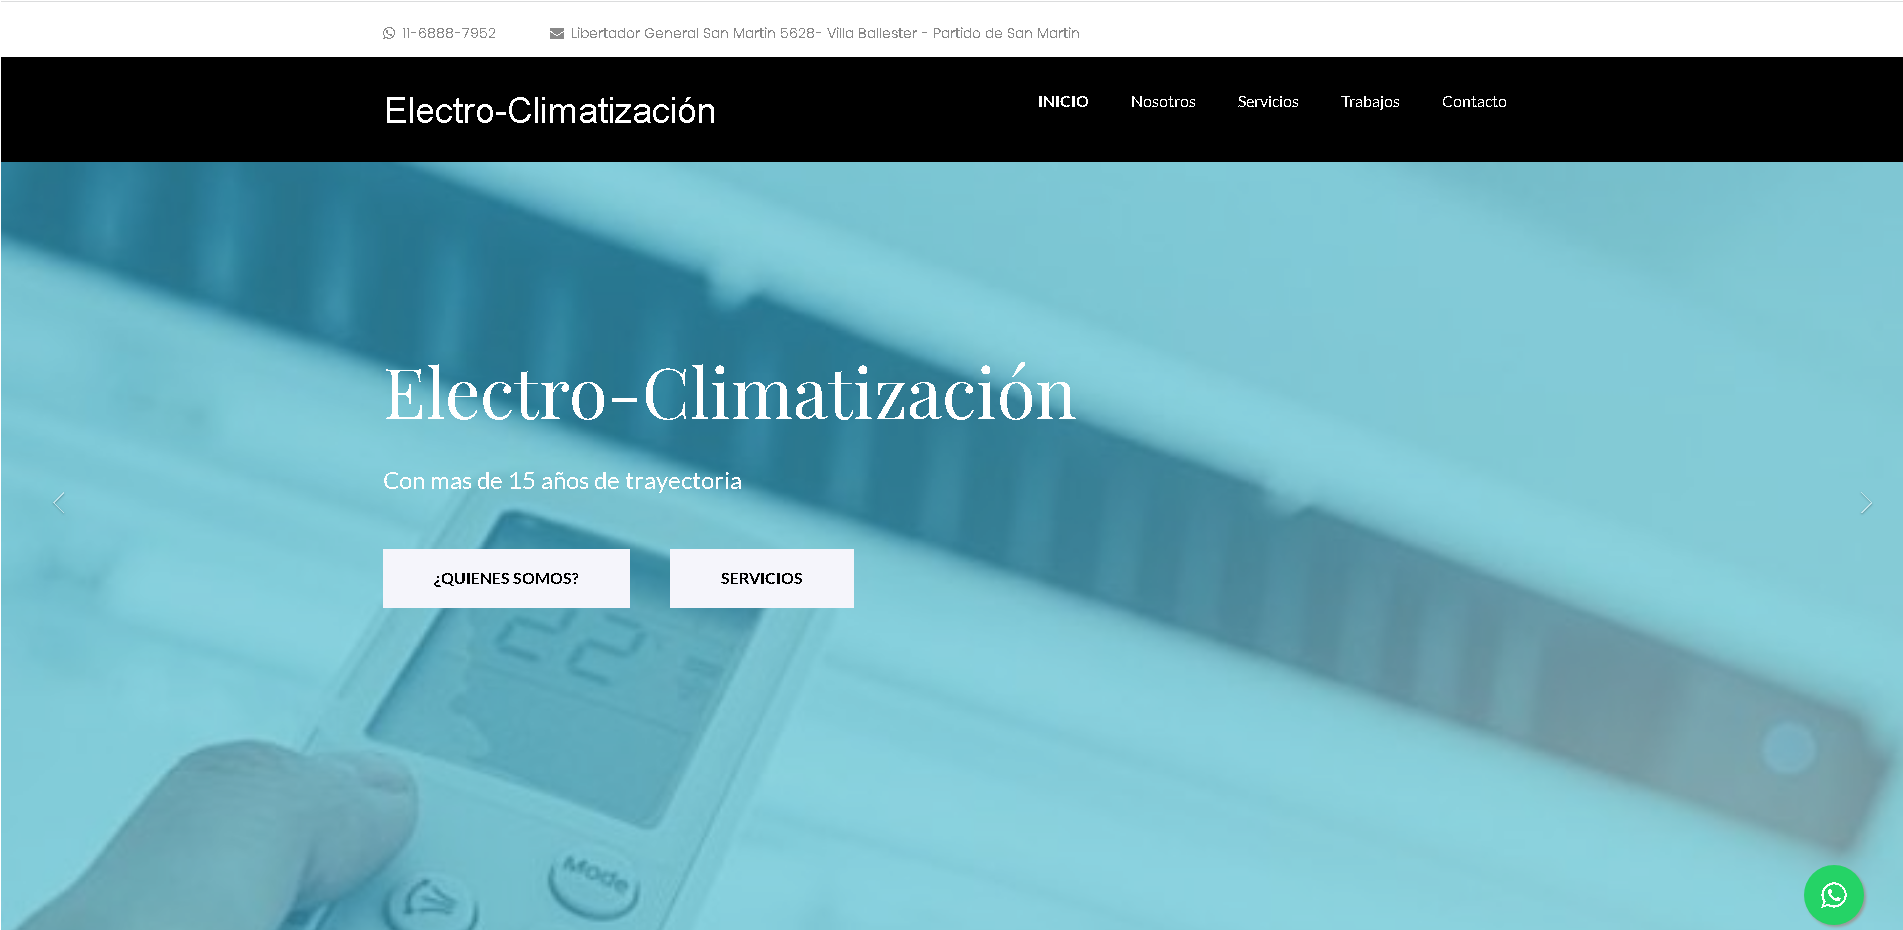 11-6888-7952
Libertador General San Martin 5628- Villa Ballester - Partido de San Martin
Electro-Climatización
INICIO Nosotros Servicios Trabajos Contacto
Electro-Climatización
Con mas de 15 años de trayectoria
¿QUIENES SOMOS? SERVICIOS
22
Mode